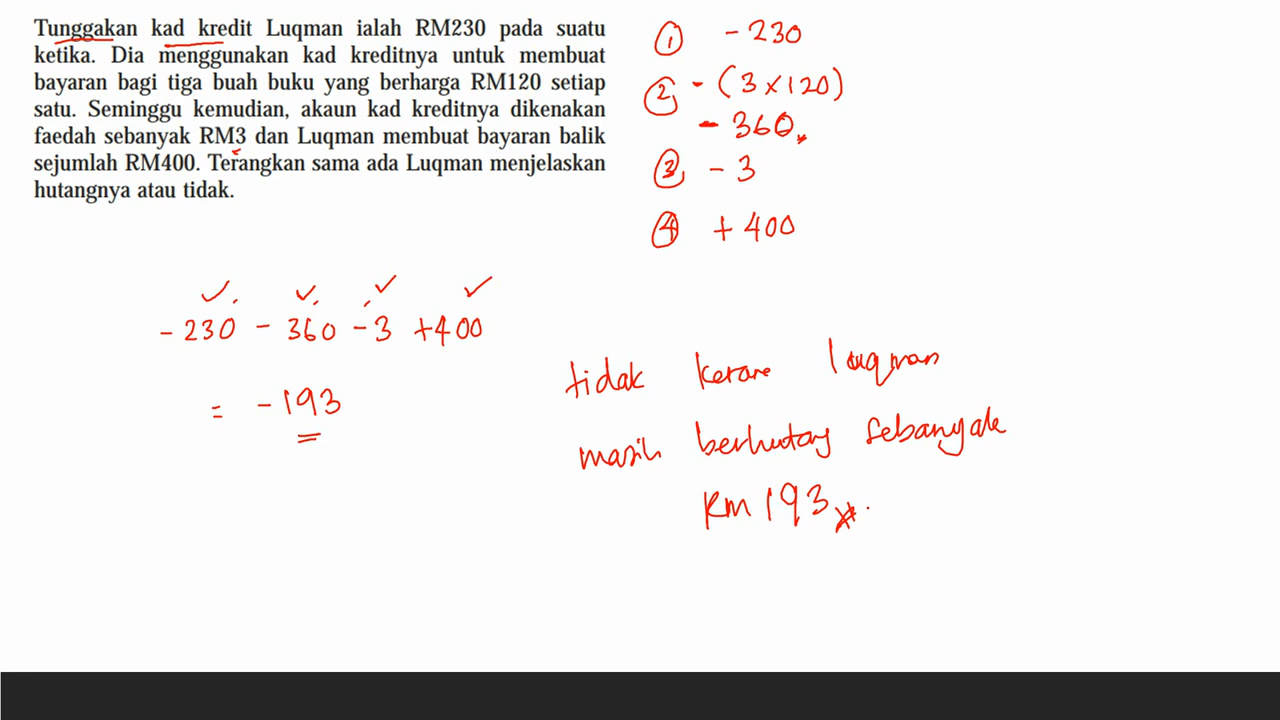 Tunggakan kad kredit Luqman ialah RM230 pada suatu
ketika. Dia menggunakan kad kreditnya untuk membuat
bayaran bagi tiga buah buku yang berharga RM120 setiap
satu. Seminggu kemudian, akaun kad kreditnya dikenakan
faedah sebanyak RM3 dan Luqman membuat bayaran balik
sejumlah RM400. Terangkan sama ada Luqman menjelaskan
hutangnya atau tidak.
① - 230
② - (3 × 120)
- 360
③ - 3
④ + 400
- 230 - 360 - 3 + 400
= - 193
tidak kerana luqman
masih berhutang sebanyak
RM 193